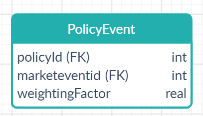 PolicyEvent
policyId (FK) int
marketeventid (FK) int
weightingFactor real